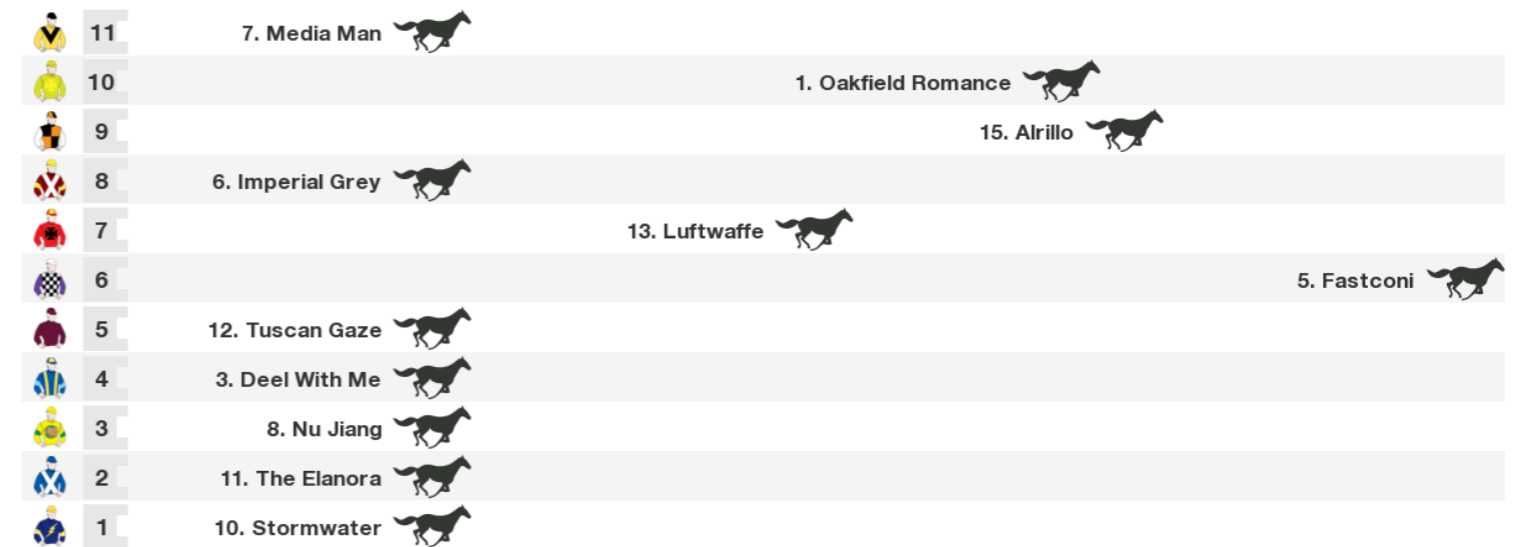 11 7. Media Man
10 1. Oakfield Romance
9 15. Alrillo
8 6. Imperial Grey
7 13. Luftwaffe
6 5. Fastconi
5 12. Tuscan Gaze
4 3. Deel With Me
3 8. Nu Jiang
2 11. The Elanora
1 10. Stormwater